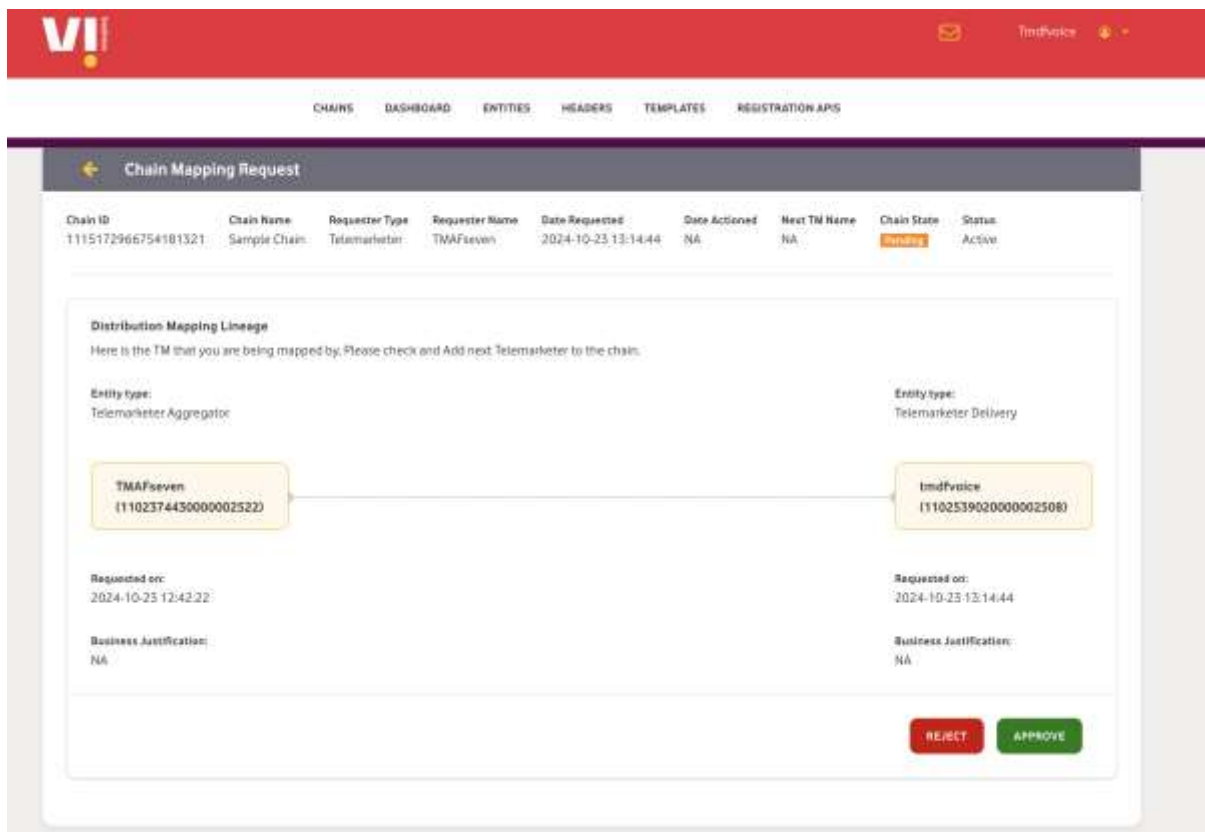 VI
Tmdfvoice
CHAINS DASHBOARD ENTITIES HEADERS TEMPLATES REGISTRATION APIS
Chain Mapping Request
Chain ID Chain Name Requester Type Requester Name Date Requested Date Actioned Next TM Name Chain State Status
1115172966754181321 Sample Chain Telemarketer TMAFseven 2024-10-23 13:14:44 NA NA Pending Active
Distribution Mapping Lineage
Here is the TM that you are being mapped by. Please check and Add next Telemarketer to the chain.
Entity type: Entity type:
Telemarketer Aggregator Telemarketer Delivery
TMAFseven tmdfvoice
(1102374430000002522) (1102539020000002508)
Requested on: Requested on:
2024-10-23 12:42:22 2024-10-23 13:14:44
Business Justification: Business Justification:
NA NA
REJECT APPROVE